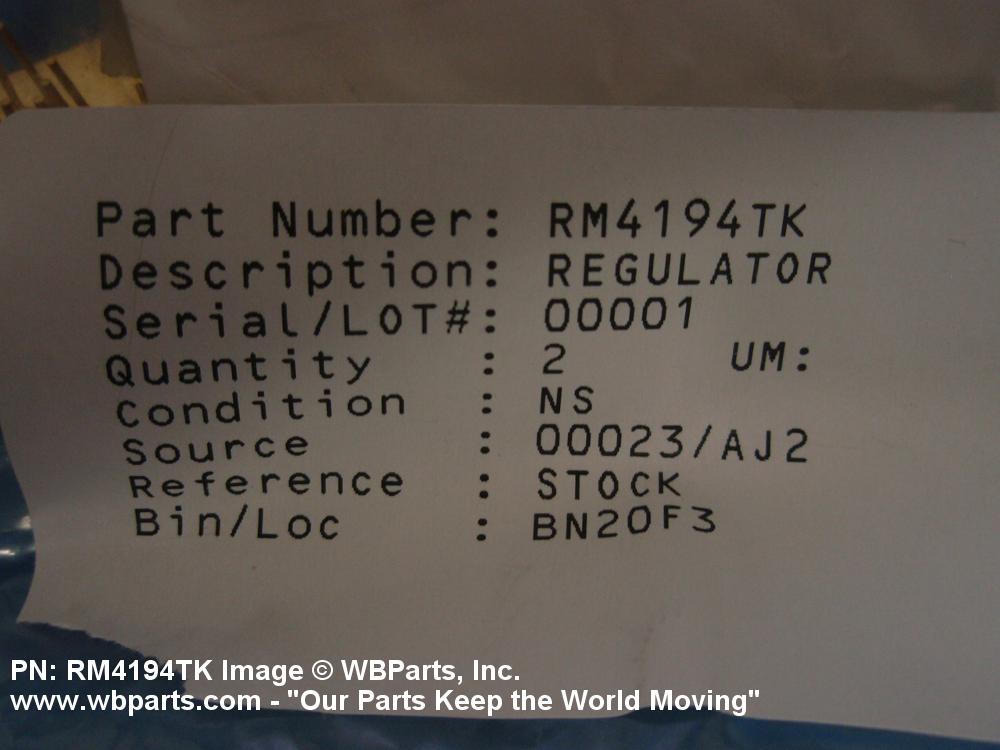 Part Number: RM4194TK
Description: REGULATOR
Serial/LOT#: 00001
Quantity : 2 UM:
Condition : NS
Source : 00023/AJ2
Reference : STOCK
Bin/Loc : BN20F3
PN: RM4194TK Image © WBParts, Inc.
www.wbparts.com - "Our Parts Keep the World Moving"